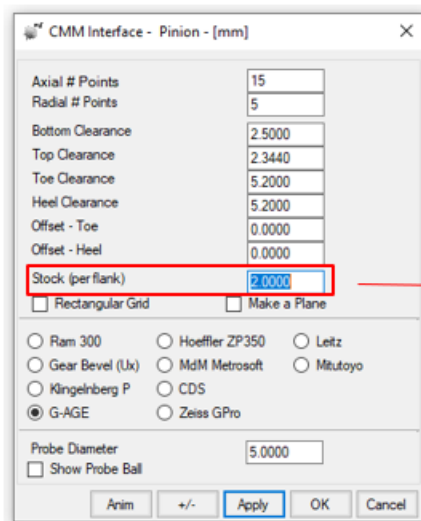 CMM Interface - Pinion - [mm]
Axial # Points 15
Radial # Points 5
Bottom Clearance 2.5000
Top Clearance 2.3440
Toe Clearance 5.2000
Heel Clearance 5.2000
Offset - Toe 0.0000
Offset - Heel 0.0000
Stock (per flank) 2.0000
Rectangular Grid Make a Plane
Ram 300 Hoeffler ZP350 Leitz
Gear Bevel (Ux) MdM Metrosoft Mitutoyo
Klingelnberg P CDS
G-AGE Zeiss GPro
Probe Diameter 5.0000
Show Probe Ball
Anim +/- Apply OK Cancel